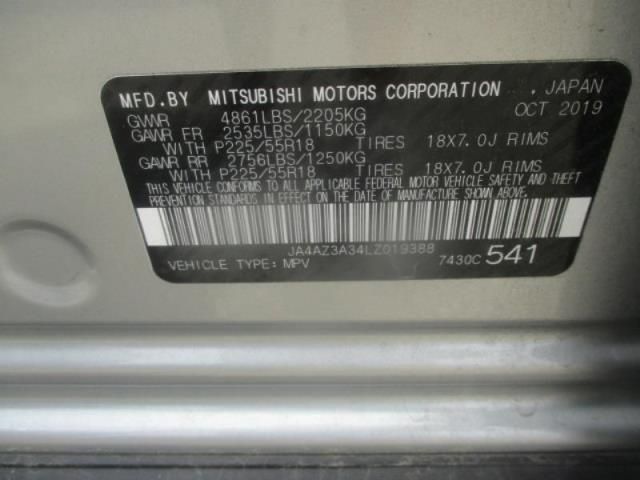 MFD.BY MITSUBISHI MOTORS CORPORATION . JAPAN
GVWR 4861LBS/2205KG OCT 2019
GAWR FR 2535LBS/1150KG
WITH P225/55R18 TIRES 18X7.0J RIMS
GAWR RR 2756LBS/1250KG
WITH P225/55R18 TIRES 18X7.0J RIMS
THIS VEHICLE CONFORMS TO ALL APPLICABLE FEDERAL MOTOR VEHICLE SAFETY AND THEFT
PREVENTION STANDARDS IN EFFECT ON THE DATE OF MANUFACTURE SHOWN ABOVE.
JA4AZ3A34LZ019388
VEHICLE TYPE: MPV 7430C 541